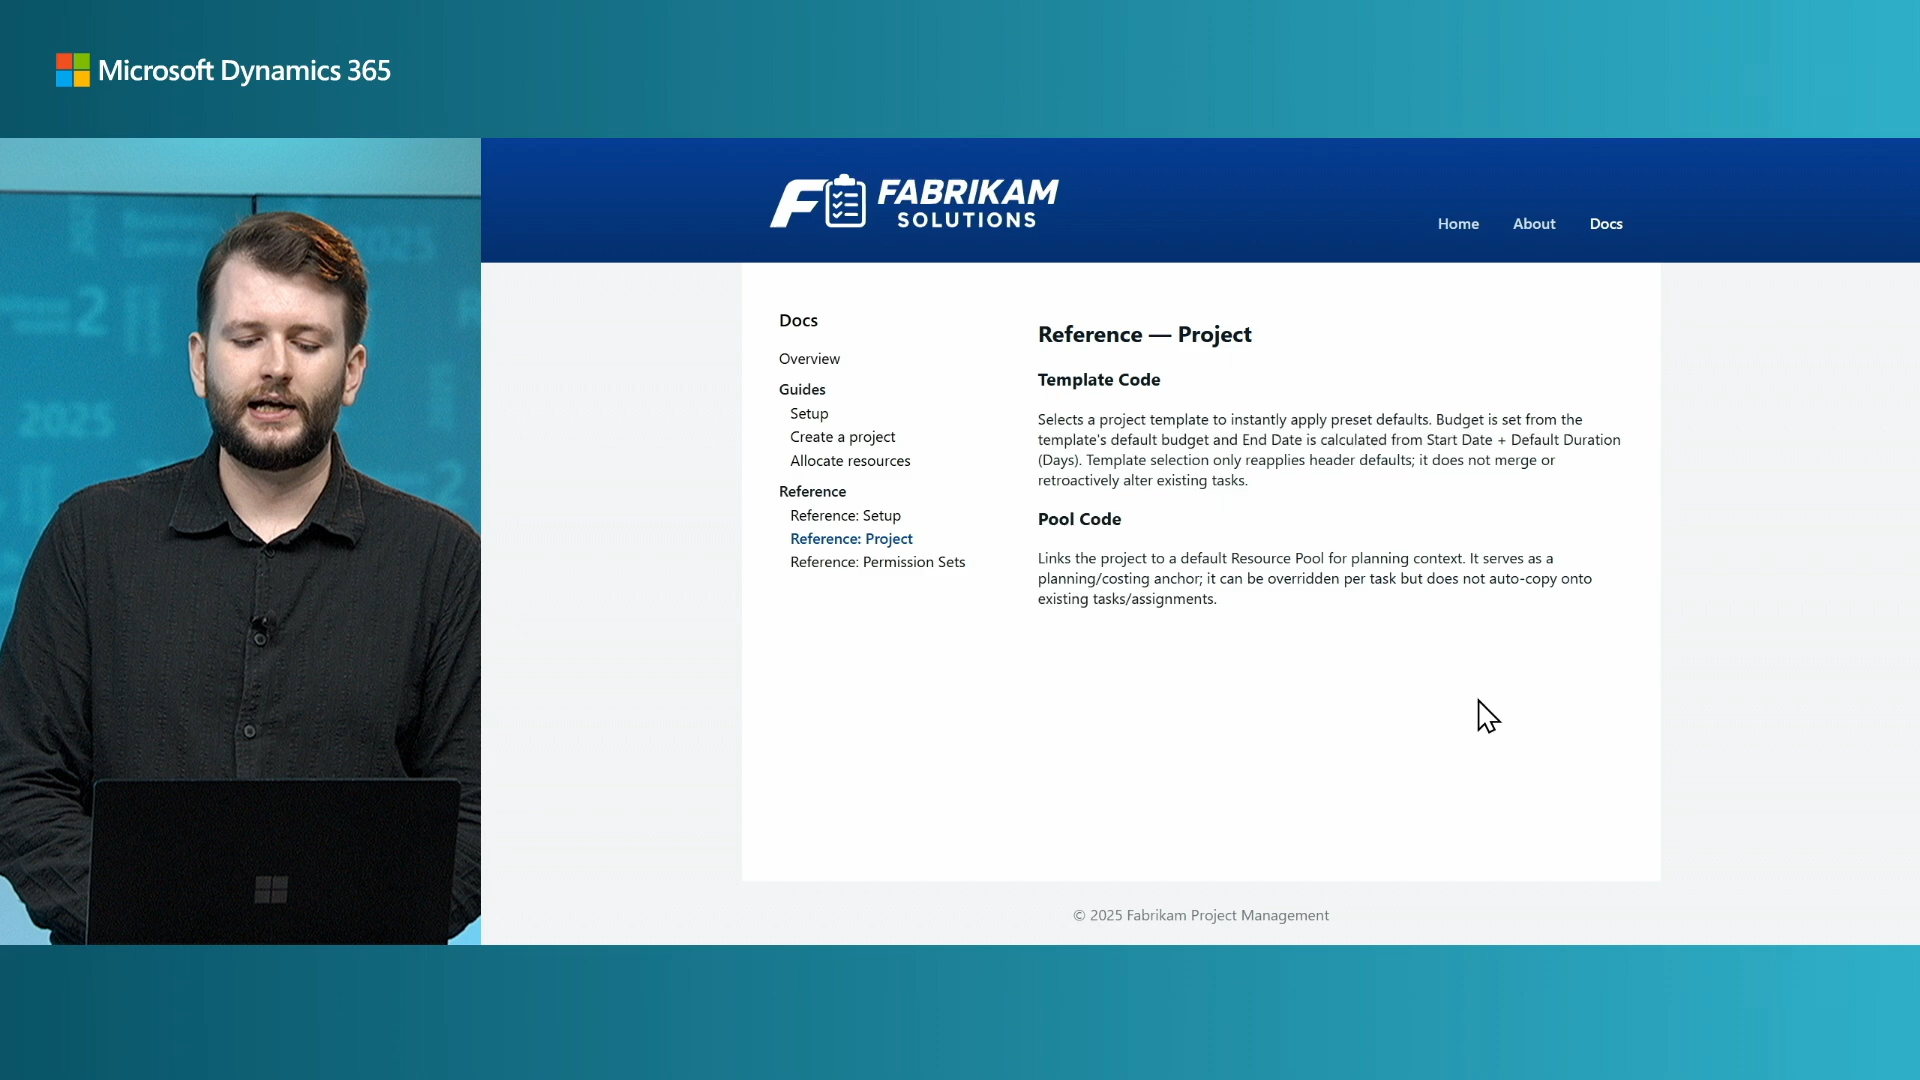 Microsoft Dynamics 365
2025
2025
FABRIKAM
SOLUTIONS
Home About Docs
Docs
Overview
Guides
Setup
Create a project
Allocate resources
Reference
Reference: Setup
Reference: Project
Reference: Permission Sets
Reference — Project
Template Code
Selects a project template to instantly apply preset defaults. Budget is set from the
template's default budget and End Date is calculated from Start Date + Default Duration
(Days). Template selection only reapplies header defaults; it does not merge or
retroactively alter existing tasks.
Pool Code
Links the project to a default Resource Pool for planning context. It serves as a
planning/costing anchor; it can be overridden per task but does not auto-copy onto
existing tasks/assignments.
© 2025 Fabrikam Project Management